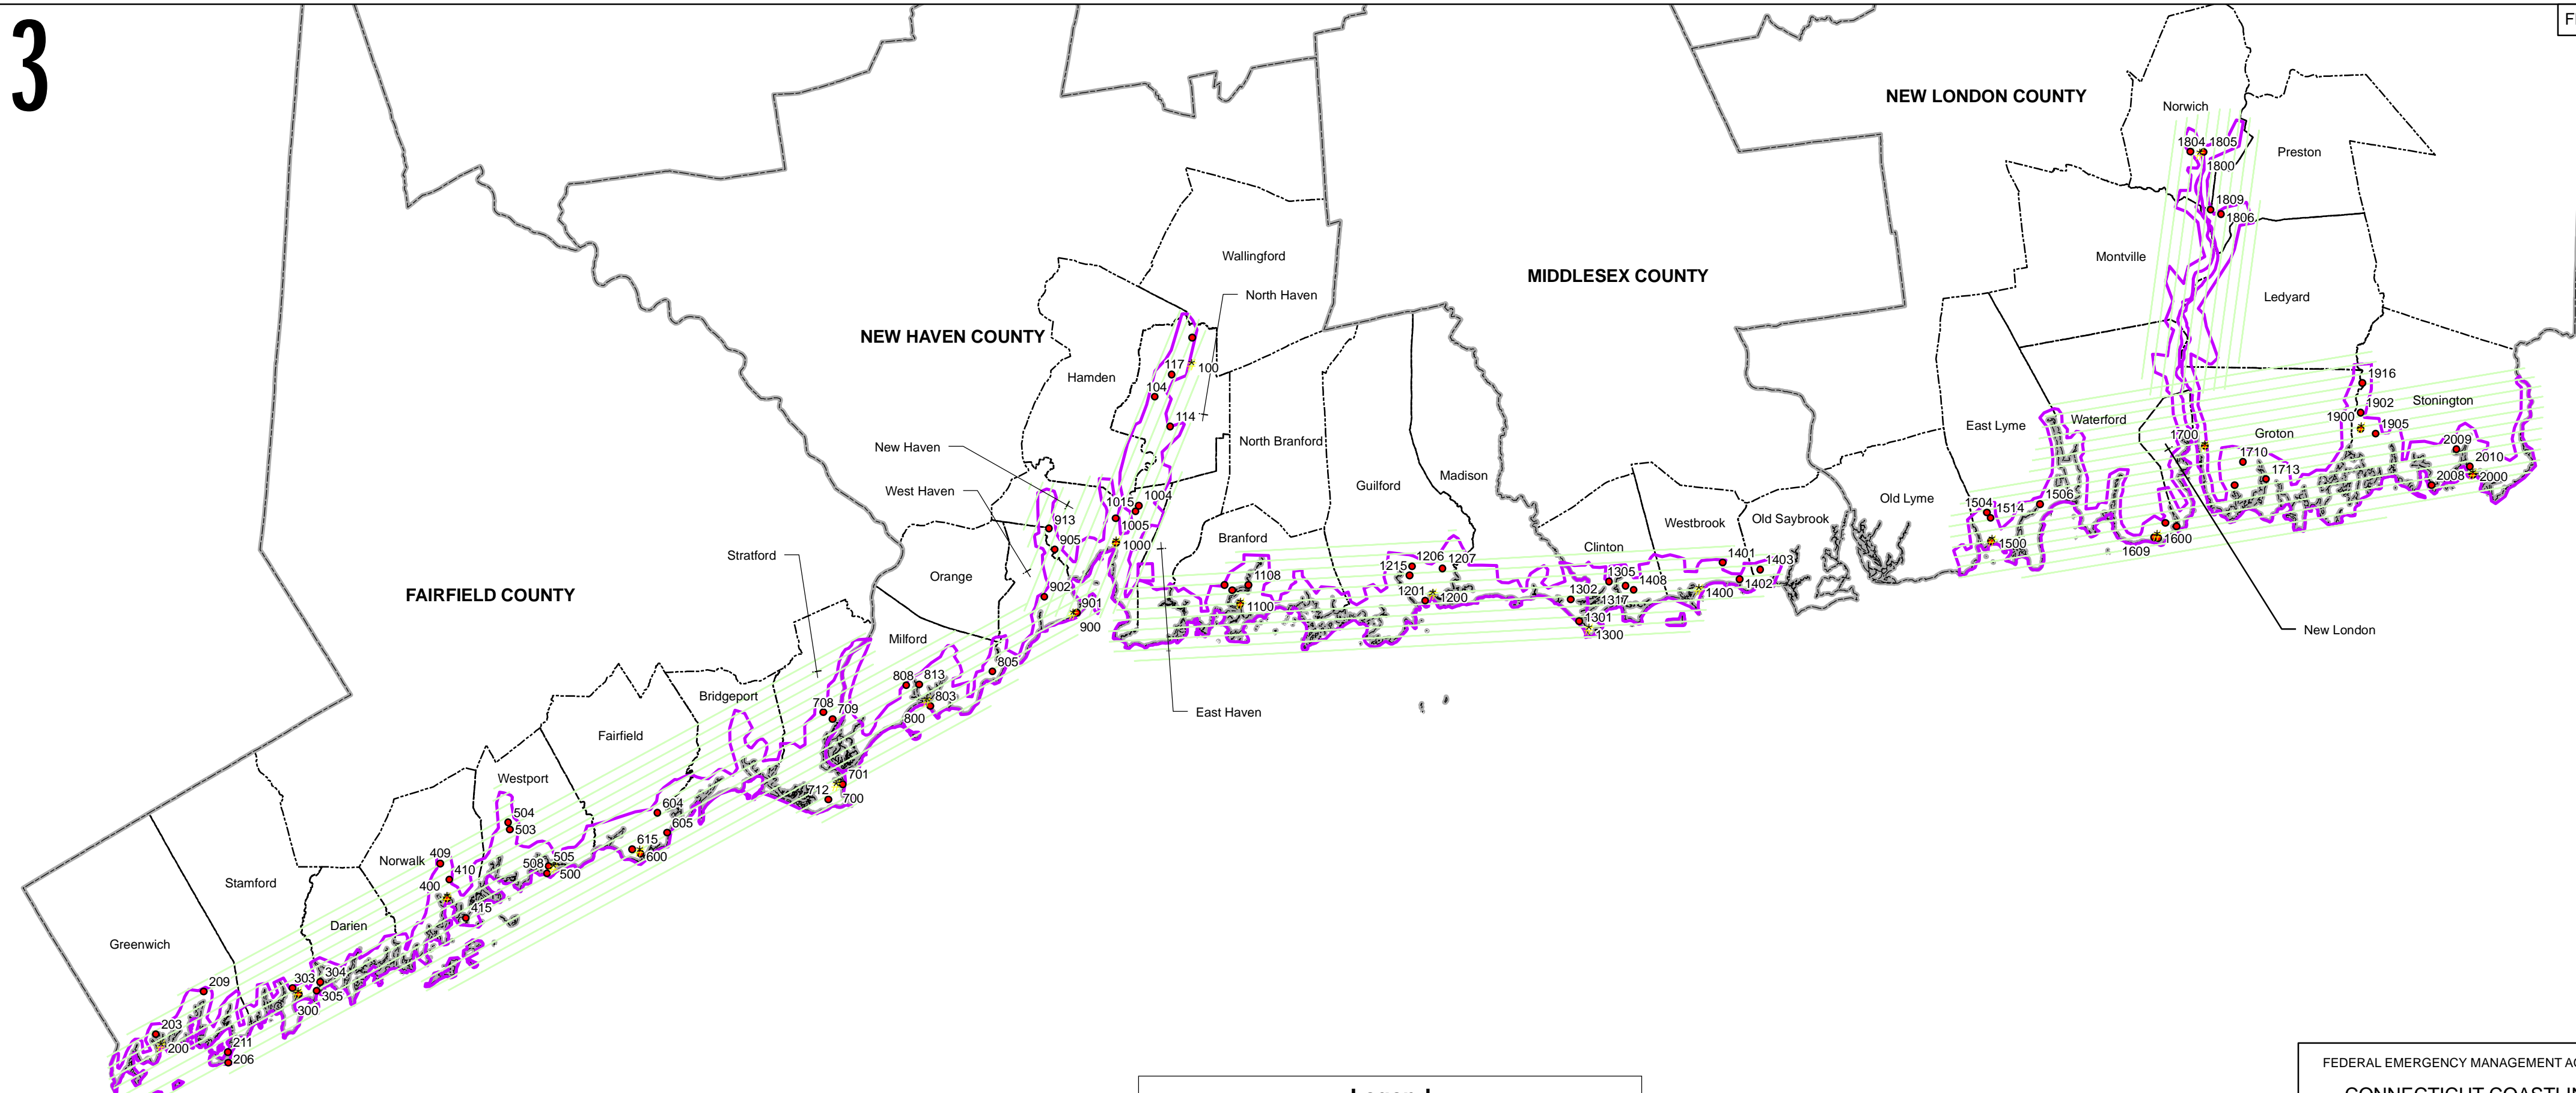 3
F
NEW LONDON COUNTY
Norwich
1804
1805
1800
Preston
1809
1806
Montville
Ledyard
Wallingford
North Haven
MIDDLESEX COUNTY
NEW HAVEN COUNTY
Hamden
117
100
104
114
North Branford
New Haven
West Haven
1015
1004
1005
1000
913
905
902
901
900
Guilford
Madison
Branford
1108
1100
1206
1207
1215
1201
1200
Clinton
Westbrook
Old Saybrook
1305
1408
1302
1317
1301
1300
1401
1403
1402
1400
Old Lyme
East Lyme
Waterford
1504
1514
1506
1500
1609
1600
1700
Groton
1710
1713
1916
1902
1900
1905
Stonington
2009
2010
2008
2000
New London
East Haven
Stratford
Orange
FAIRFIELD COUNTY
Milford
805
808
813
803
800
Bridgeport
708
709
701
712
700
Fairfield
604
605
615
600
Westport
504
503
505
508
500
Norwalk
409
410
400
415
Stamford
Darien
Greenwich
209
303
304
305
300
203
200
211
206
FEDERAL EMERGENCY MANAGEMENT